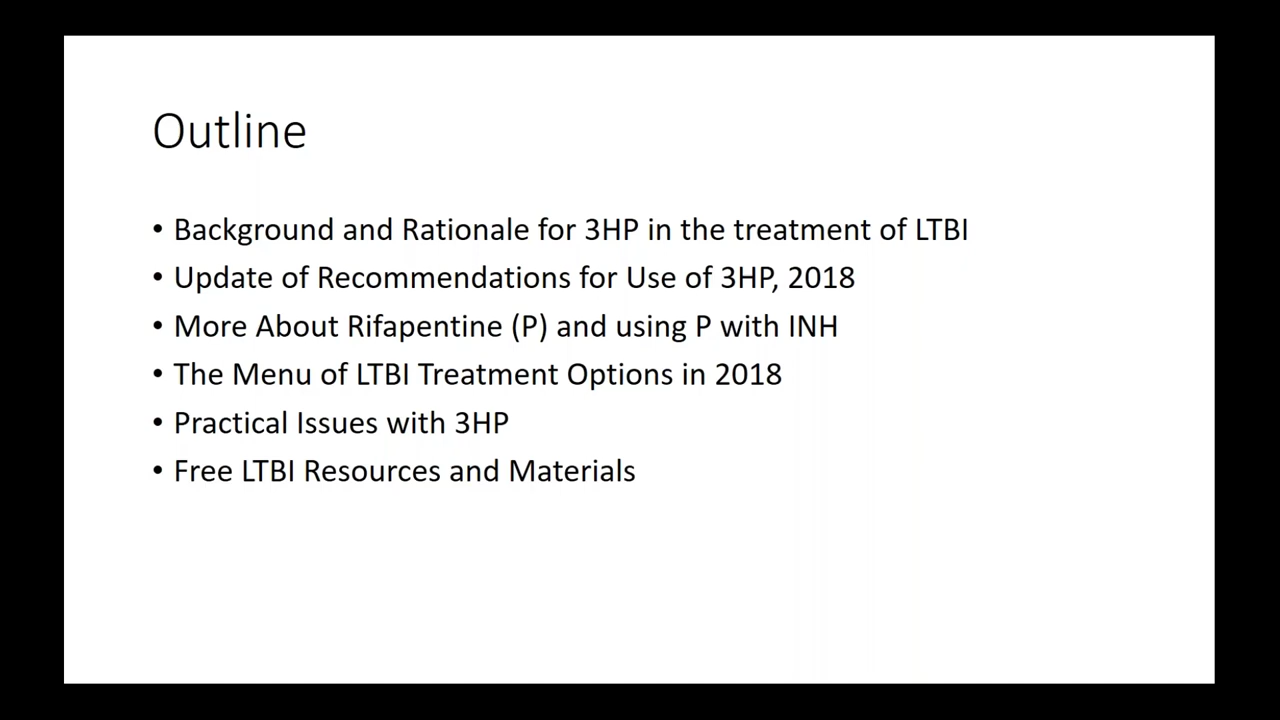 Outline
• Background and Rationale for 3HP in the treatment of LTBI
• Update of Recommendations for Use of 3HP, 2018
• More About Rifapentine (P) and using P with INH
• The Menu of LTBI Treatment Options in 2018
• Practical Issues with 3HP
• Free LTBI Resources and Materials